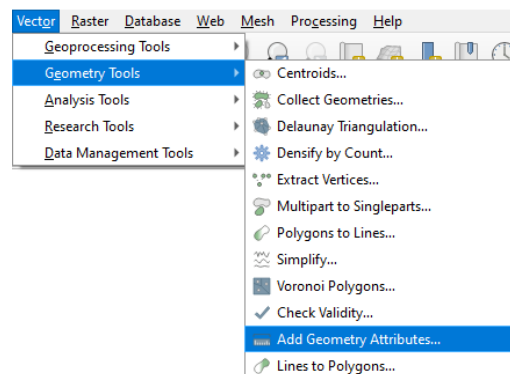 Vector Raster Database Web Mesh Processing Help
Geoprocessing Tools
Geometry Tools
Analysis Tools
Research Tools
Data Management Tools
Centroids...
Collect Geometries...
Delaunay Triangulation...
Densify by Count...
Extract Vertices...
Multipart to Singleparts...
Polygons to Lines...
Simplify...
Voronoi Polygons...
Check Validity...
Add Geometry Attributes...
Lines to Polygons...